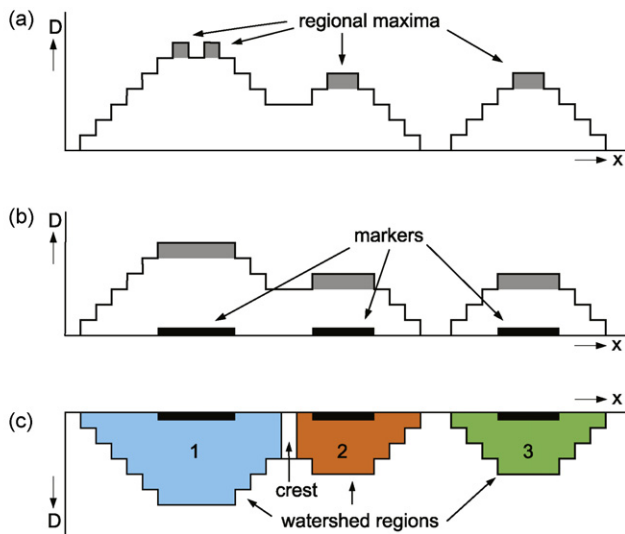 (a)
D
regional maxima
x
(b)
D
markers
x
(c)
x
1
2
3
crest
D
watershed regions